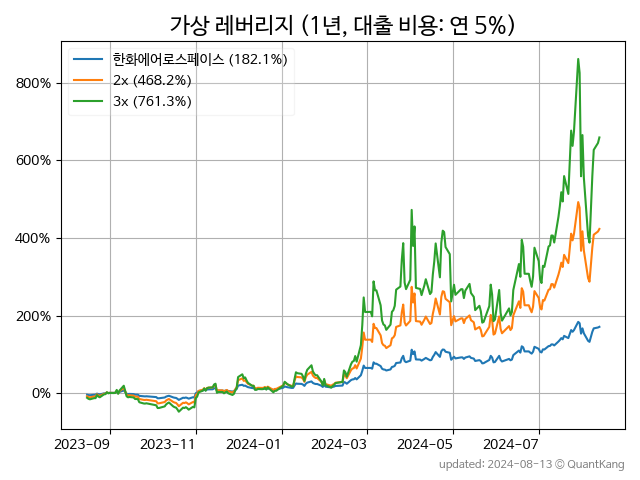 가상 레버리지 (1년, 대출 비용: 연 5%)
한화에어로스페이스 (182.1%)
2x (468.2%)
3x (761.3%)
800%
600%
400%
200%
0%
2023-09
2023-11
2024-01
2024-03
2024-05
2024-07
updated: 2024-08-13 © QuantKang